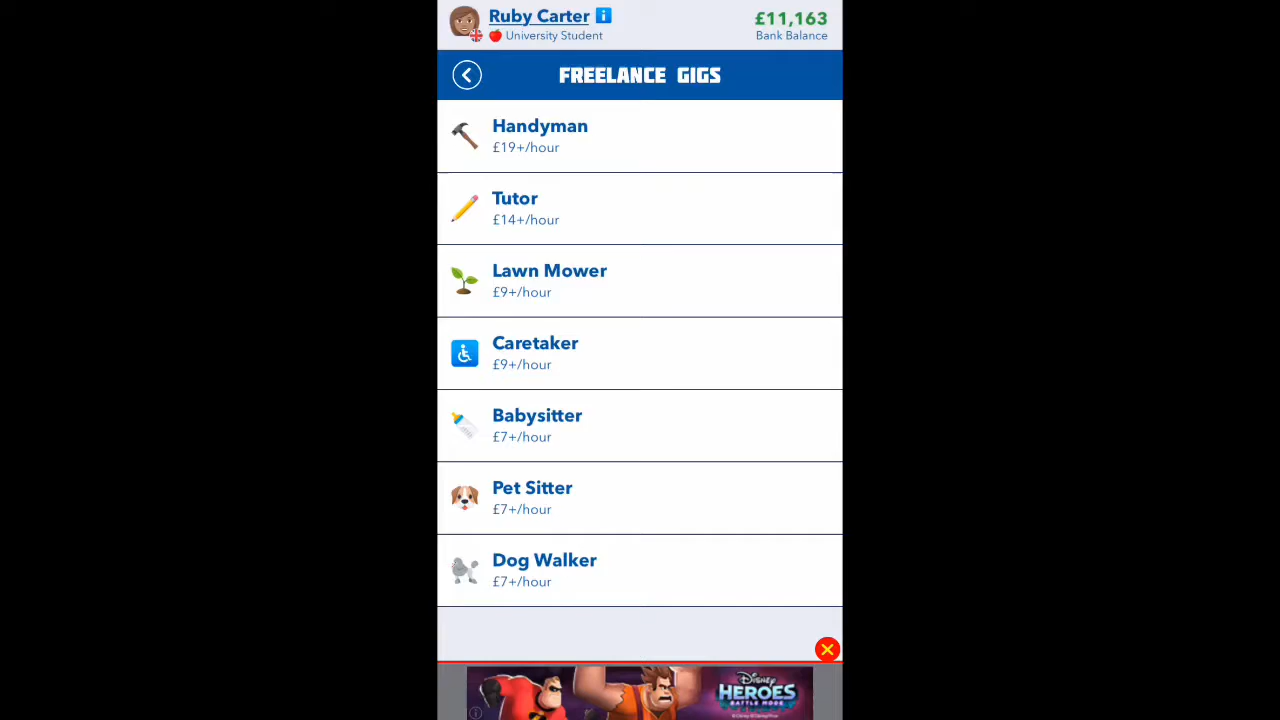 Ruby Carter
£11,163
University Student
Bank Balance
FREELANCE GIGS
Handyman
£19+/hour
Tutor
£14+/hour
Lawn Mower
£9+/hour
Caretaker
£9+/hour
Babysitter
£7+/hour
Pet Sitter
£7+/hour
Dog Walker
£7+/hour
Disney
HEROES
BATTLE MODE